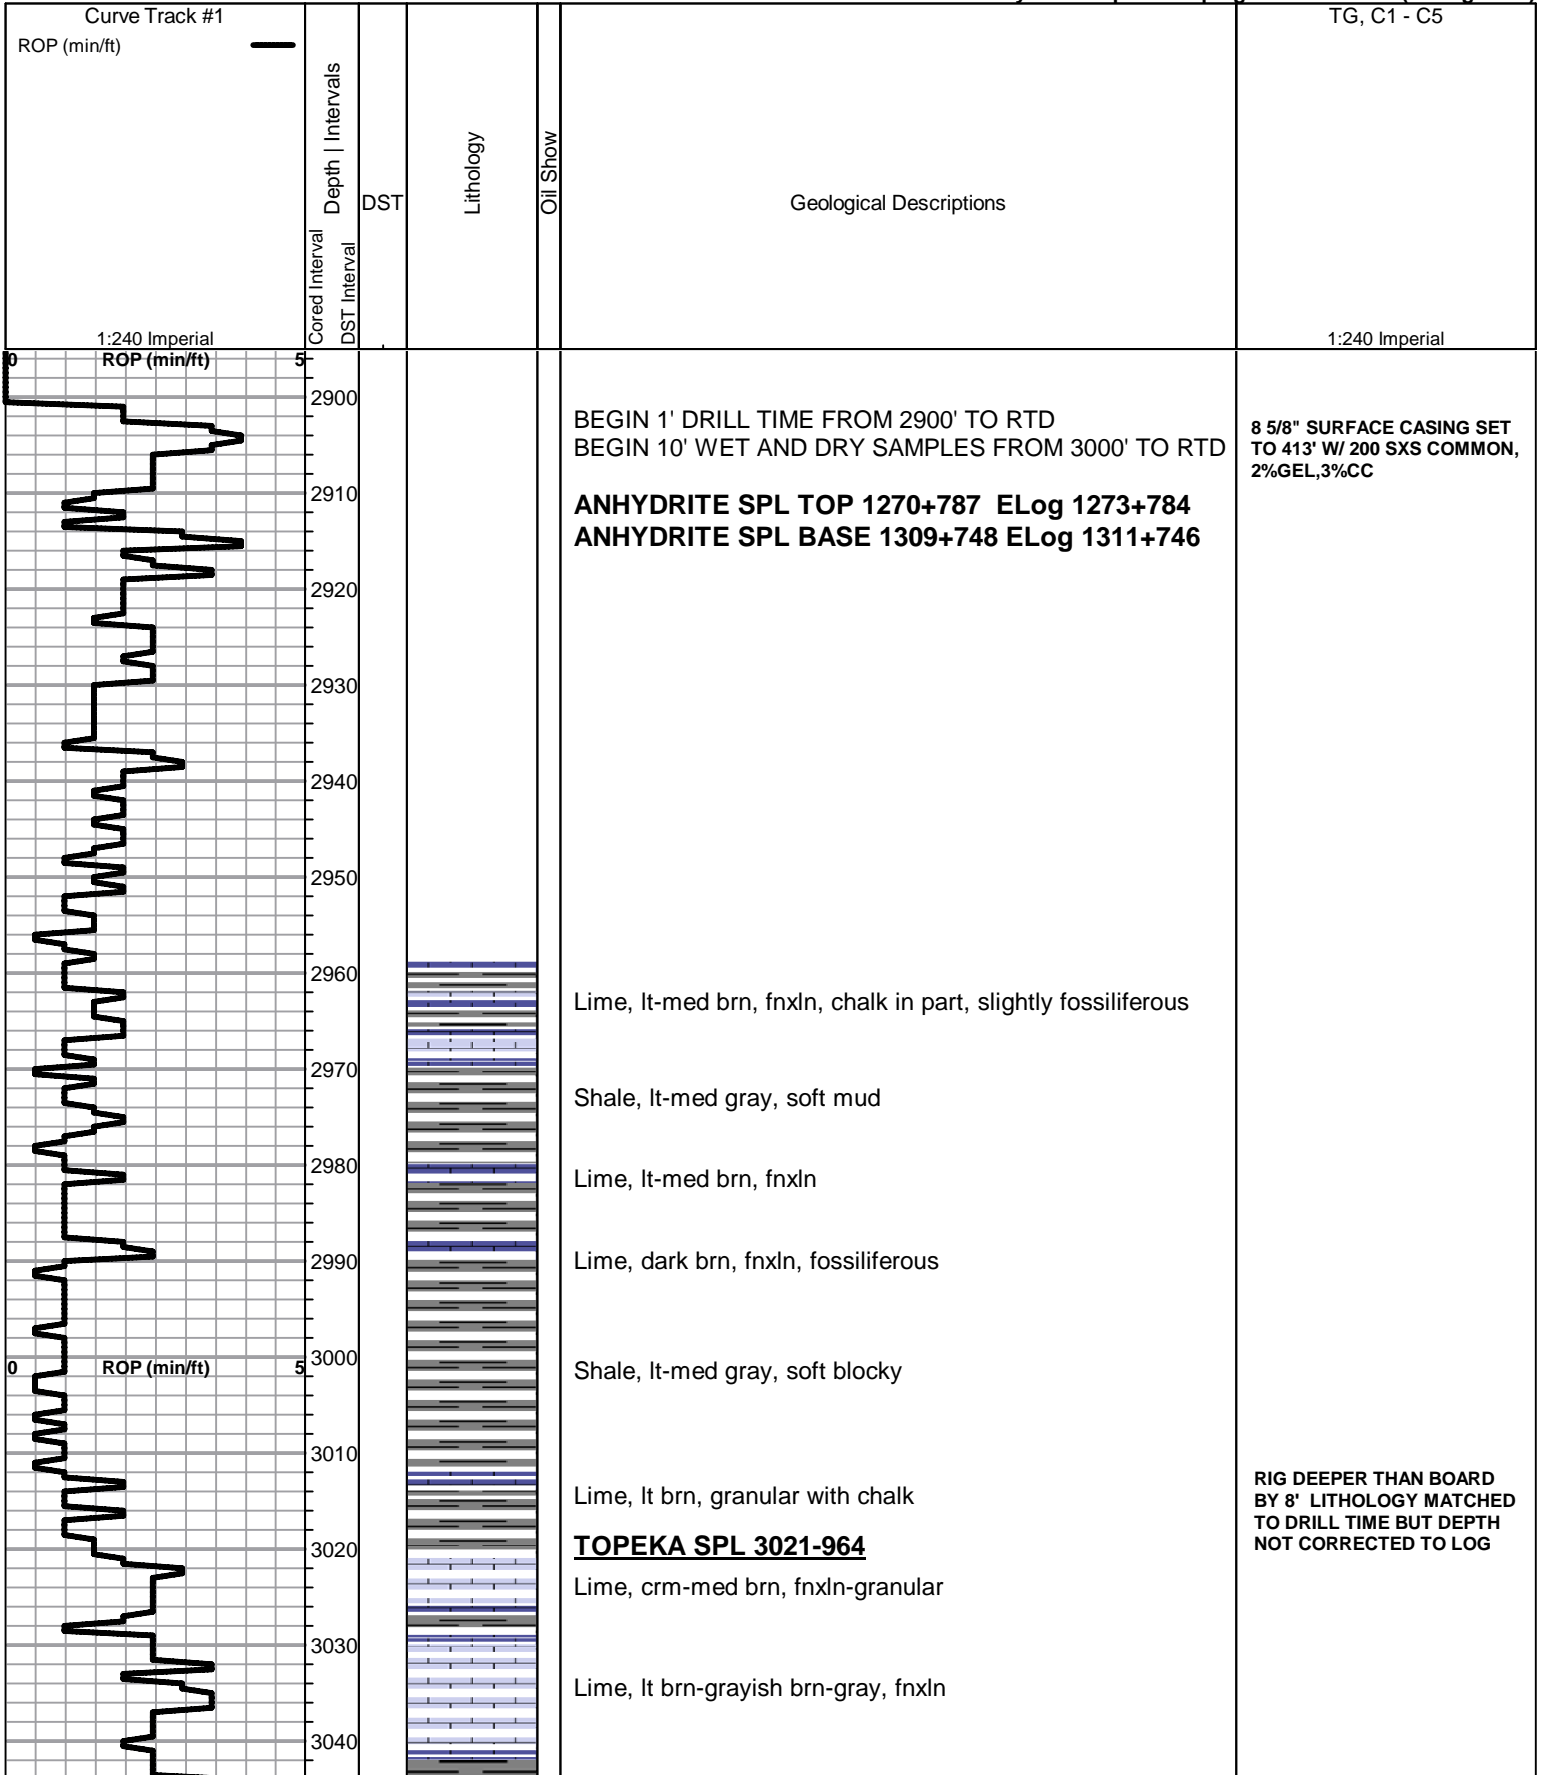 Curve Track #1
ROP (min/ft)
1:240 Imperial
Depth | Intervals
Cored Interval
DST Interval
DST
Lithology
Oil Show
Geological Descriptions
TG, C1 - C5
1:240 Imperial
0 ROP (min/ft) 5
2900
BEGIN 1' DRILL TIME FROM 2900' TO RTD
BEGIN 10' WET AND DRY SAMPLES FROM 3000' TO RTD
8 5/8" SURFACE CASING SET
TO 413' W/ 200 SXS COMMON,
2%GEL,3%CC
2910
ANHYDRITE SPL TOP 1270+787 ELog 1273+784
ANHYDRITE SPL BASE 1309+748 ELog 1311+746
2920
2930
2940
2950
2960
Lime, lt-med brn, fnxln, chalk in part, slightly fossiliferous
2970
Shale, lt-med gray, soft mud
2980
Lime, lt-med brn, fnxln
2990
Lime, dark brn, fnxln, fossiliferous
3000
0 ROP (min/ft) 5
Shale, lt-med gray, soft blocky
3010
Lime, lt brn, granular with chalk
RIG DEEPER THAN BOARD
BY 8' LITHOLOGY MATCHED
TO DRILL TIME BUT DEPTH
NOT CORRECTED TO LOG
3020
TOPEKA SPL 3021-964
Lime, crm-med brn, fnxln-granular
3030
Lime, lt brn-grayish brn-gray, fnxln
3040